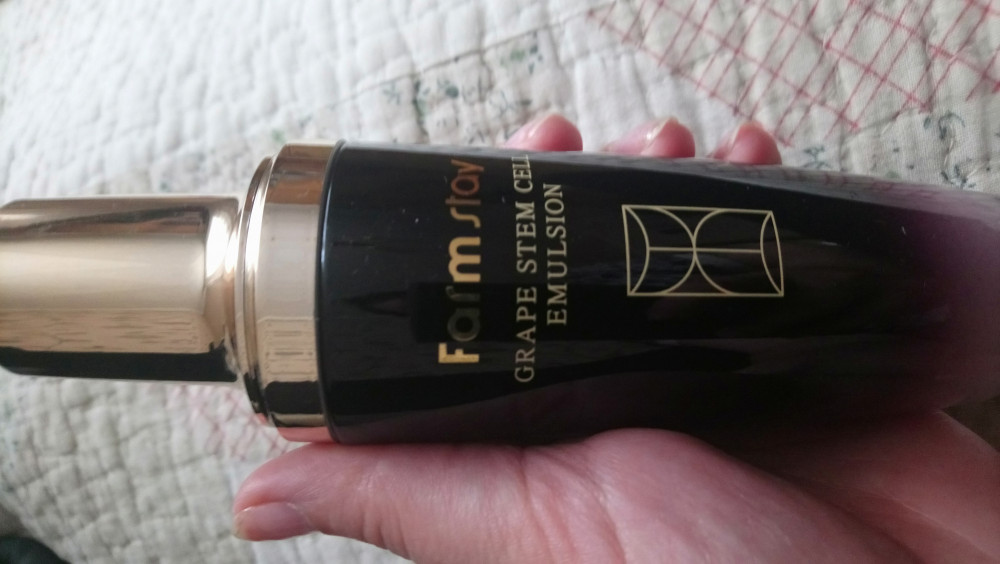 Farmstay
GRAPE STEM CELL
EMULSION